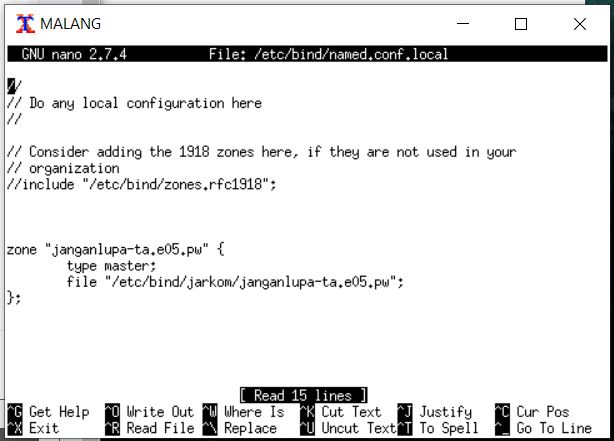 MALANG
GNU nano 2.7.4 File: /etc/bind/named.conf.local
//
// Do any local configuration here
//
// Consider adding the 1918 zones here, if they are not used in your
// organization
//include "/etc/bind/zones.rfc1918";
zone "janganlupa-ta.e05.pw" {
type master;
file "/etc/bind/jarkom/janganlupa-ta.e05.pw";
};
[ Read 15 lines ]
^G Get Help ^O Write Out ^W Where Is ^K Cut Text ^J Justify ^C Cur Pos
^X Exit ^R Read File ^\ Replace ^U Uncut Text ^T To Spell ^_ Go To Line